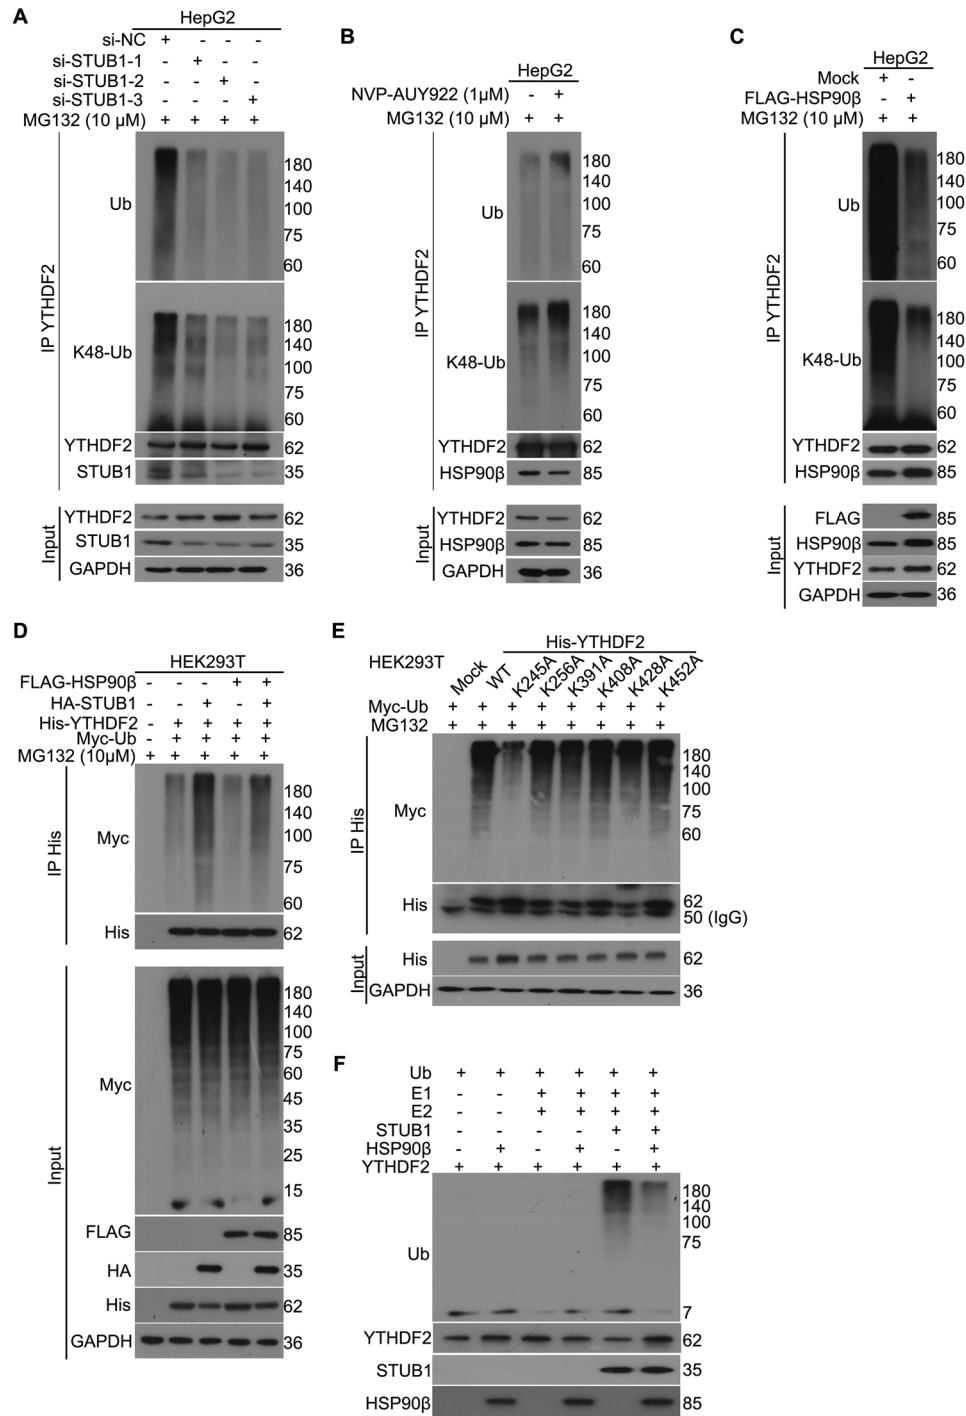 A
HepG2
si-NC + - - -
si-STUB1-1 - + - -
si-STUB1-2 - - + -
si-STUB1-3 - - - +
MG132 (10 μM) + + + +
IP YTHDF2
Ub
180
140
100
75
60
K48-Ub
180
140
100
75
60
YTHDF2 62
STUB1 35
Input
YTHDF2 62
STUB1 35
GAPDH 36
B
HepG2
NVP-AUY922 (1μM) - +
MG132 (10 μM) + +
IP YTHDF2
Ub
180
140
100
75
60
K48-Ub
180
140
100
75
60
YTHDF2 62
HSP90β 85
Input
YTHDF2 62
HSP90β 85
GAPDH 36
C
HepG2
Mock + -
FLAG-HSP90β - +
MG132 (10 μM) + +
IP YTHDF2
Ub
180
140
100
75
60
K48-Ub
180
140
100
75
60
YTHDF2 62
HSP90β 85
Input
FLAG 85
HSP90β 85
YTHDF2 62
GAPDH 36
D
HEK293T
FLAG-HSP90β - - - + +
HA-STUB1 - - + - +
His-YTHDF2 - + + + +
Myc-Ub - + + + +
MG132 (10μM) + + + + +
IP His
Myc
180
140
100
75
60
His 62
Input
Myc
180
140
100
75
60
45
35
25
15
FLAG 85
HA 35
His 62
GAPDH 36
E
His-YTHDF2
HEK293T Mock WT K245A K256A K391A K408A K428A K452A
Myc-Ub + + + + + + + +
MG132 + + + + + + + +
IP His
Myc
180
140
100
75
60
His 62
50 (IgG)
Input
His 62
GAPDH 36
F
Ub + + + + + +
E1 - - + + + +
E2 - - + + + +
STUB1 - - - - + +
HSP90β - + - + - +
YTHDF2 + + + + + +
Ub
180
140
100
75
7
YTHDF2 62
STUB1 35
HSP90β 85